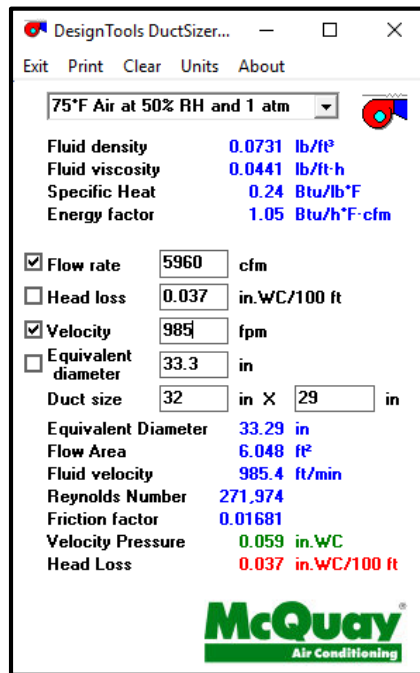 DesignTools DuctSizer...
Exit Print Clear Units About
75*F Air at 50% RH and 1 atm
Fluid density 0.0731 lb/ft³
Fluid viscosity 0.0441 lb/ft·h
Specific Heat 0.24 Btu/lb*F
Energy factor 1.05 Btu/h*F·cfm
Flow rate 5960 cfm
Head loss 0.037 in.WC/100 ft
Velocity 985 fpm
Equivalent
diameter 33.3 in
Duct size 32 in X 29 in
Equivalent Diameter 33.29 in
Flow Area 6.048 ft²
Fluid velocity 985.4 ft/min
Reynolds Number 271,974
Friction factor 0.01681
Velocity Pressure 0.059 in.WC
Head Loss 0.037 in.WC/100 ft
McQuay®
Air Conditioning